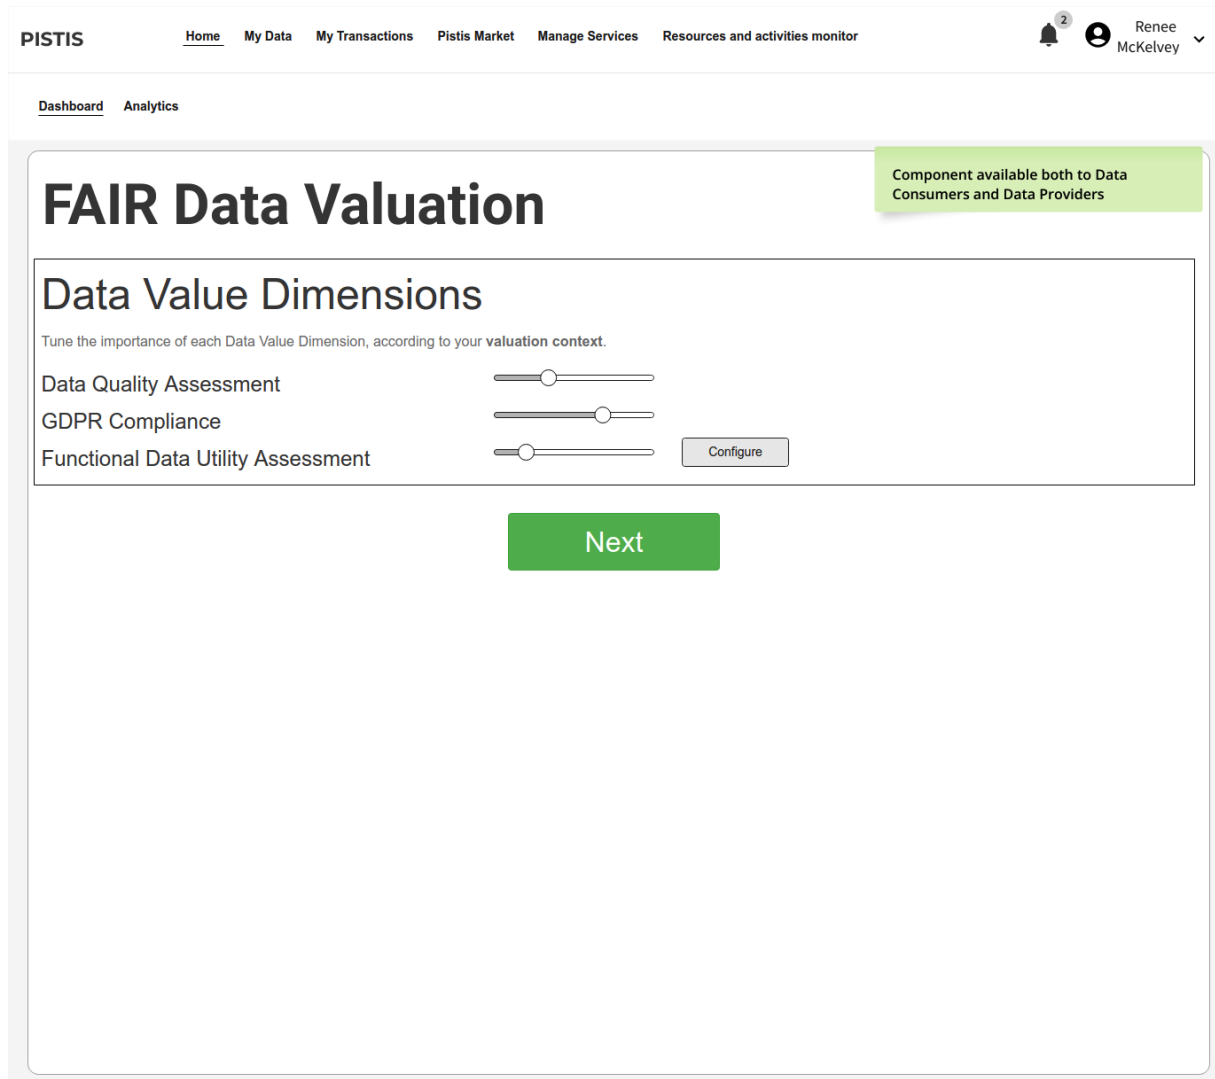 PISTIS
Home My Data My Transactions Pistis Market Manage Services Resources and activities monitor
2
Renee
McKelvey
Dashboard Analytics
Component available both to Data
Consumers and Data Providers
FAIR Data Valuation
Data Value Dimensions
Tune the importance of each Data Value Dimension, according to your valuation context.
Data Quality Assessment
GDPR Compliance
Functional Data Utility Assessment
Configure
Next